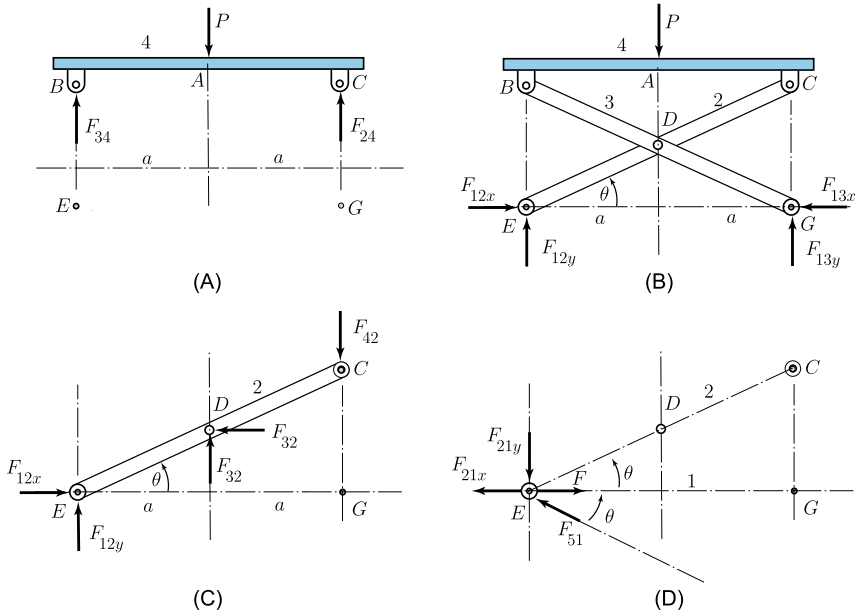 4
P
A
B
C
F34
F24
a
a
E
G
(A)
4
P
A
B
C
3
2
D
F12x
F13x
θ
a
a
E
G
F12y
F13y
(B)
F42
C
2
D
F32
F12x
θ
F32
E
a
a
G
F12y
(C)
C
2
D
F21y
F21x
F
θ
1
E
F51
θ
G
(D)